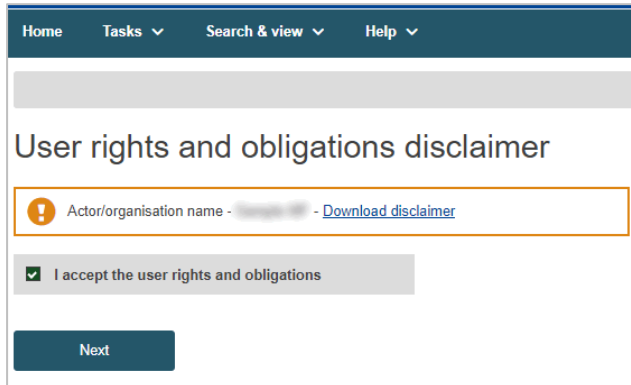 Home Tasks Search & view Help
User rights and obligations disclaimer
Actor/organisation name - - Download disclaimer
I accept the user rights and obligations
Next